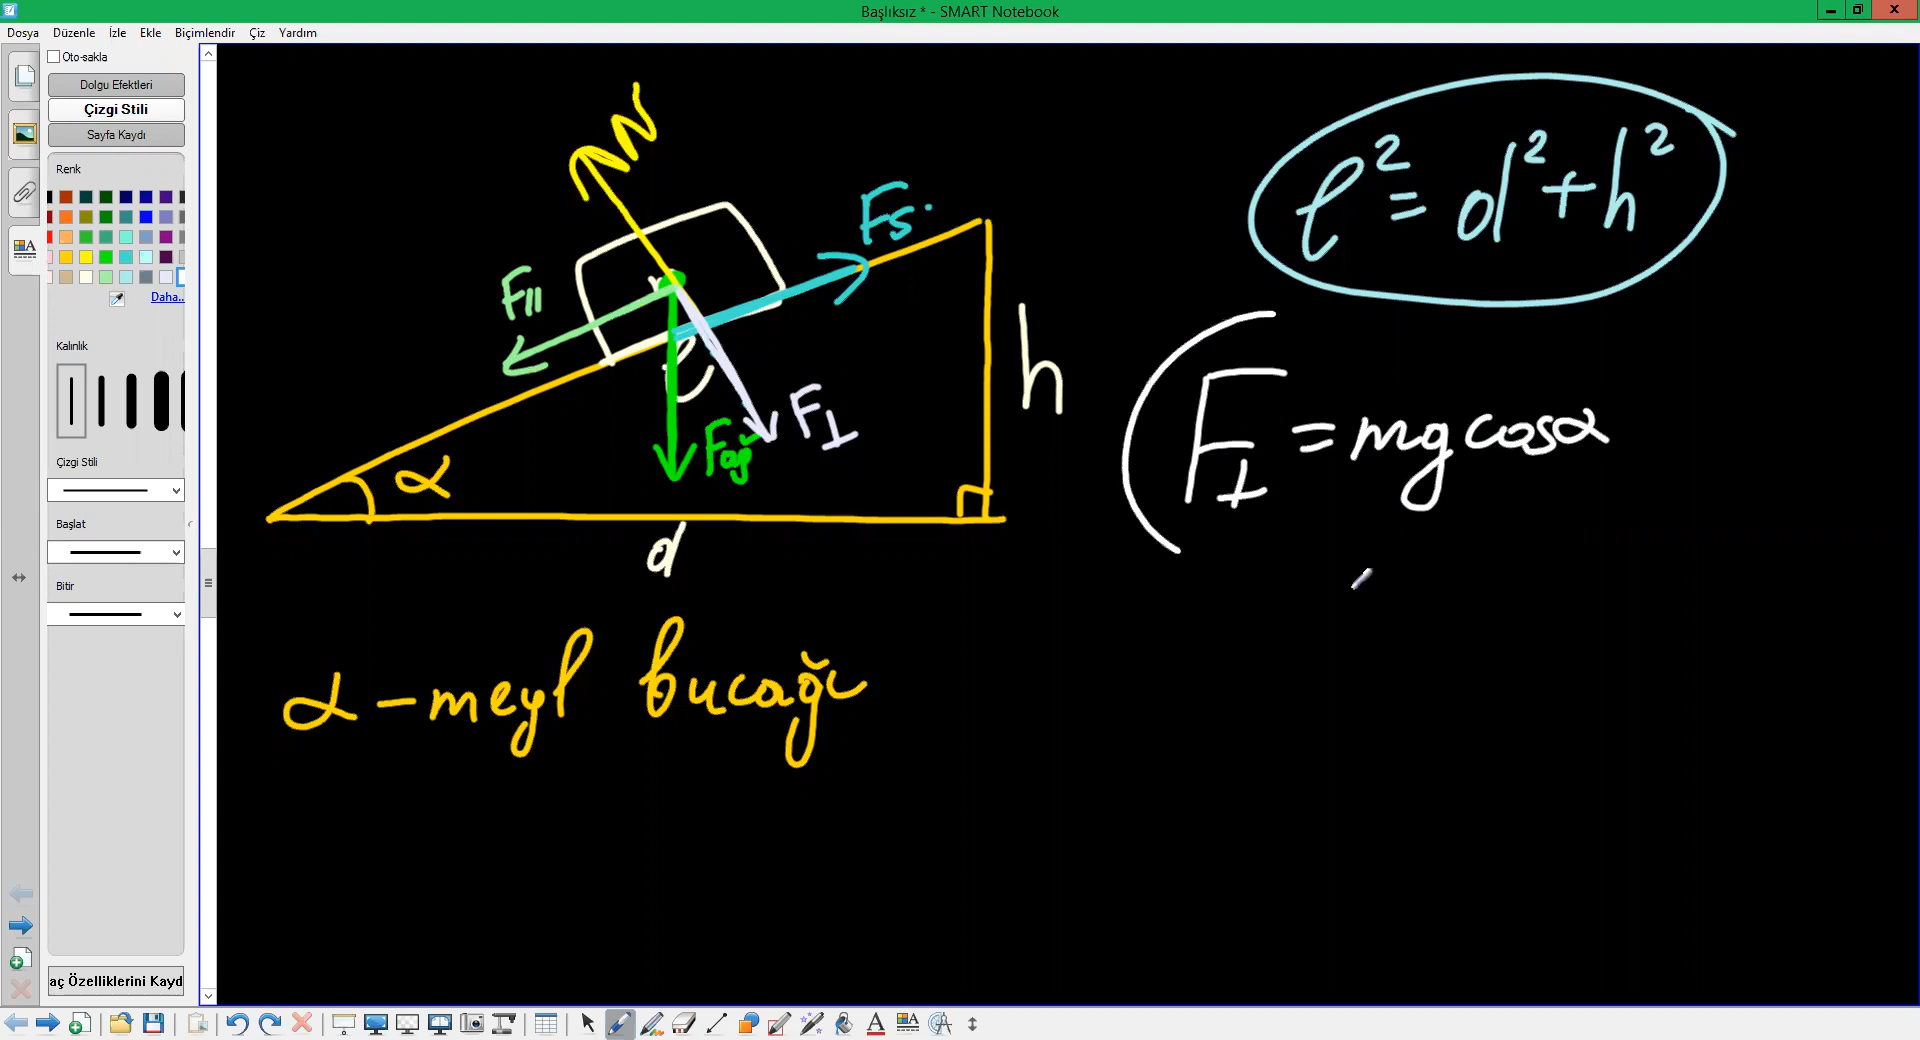 Başlıksız * - SMART Notebook
Dosya Düzenle İzle Ekle Biçimlendir Çiz Yardım
Oto-sakla
Dolgu Efektleri
Çizgi Stili
Sayfa Kaydı
Renk
Daha..
Kalınlık
Çizgi Stili
Başlat
Bitir
aç Özelliklerini Kayd
N
Fs.
F||
l
F⊥
Fağ
h
α
d
α-meyl bucağı
l² = d² + h²
F⊥ = mg cosα